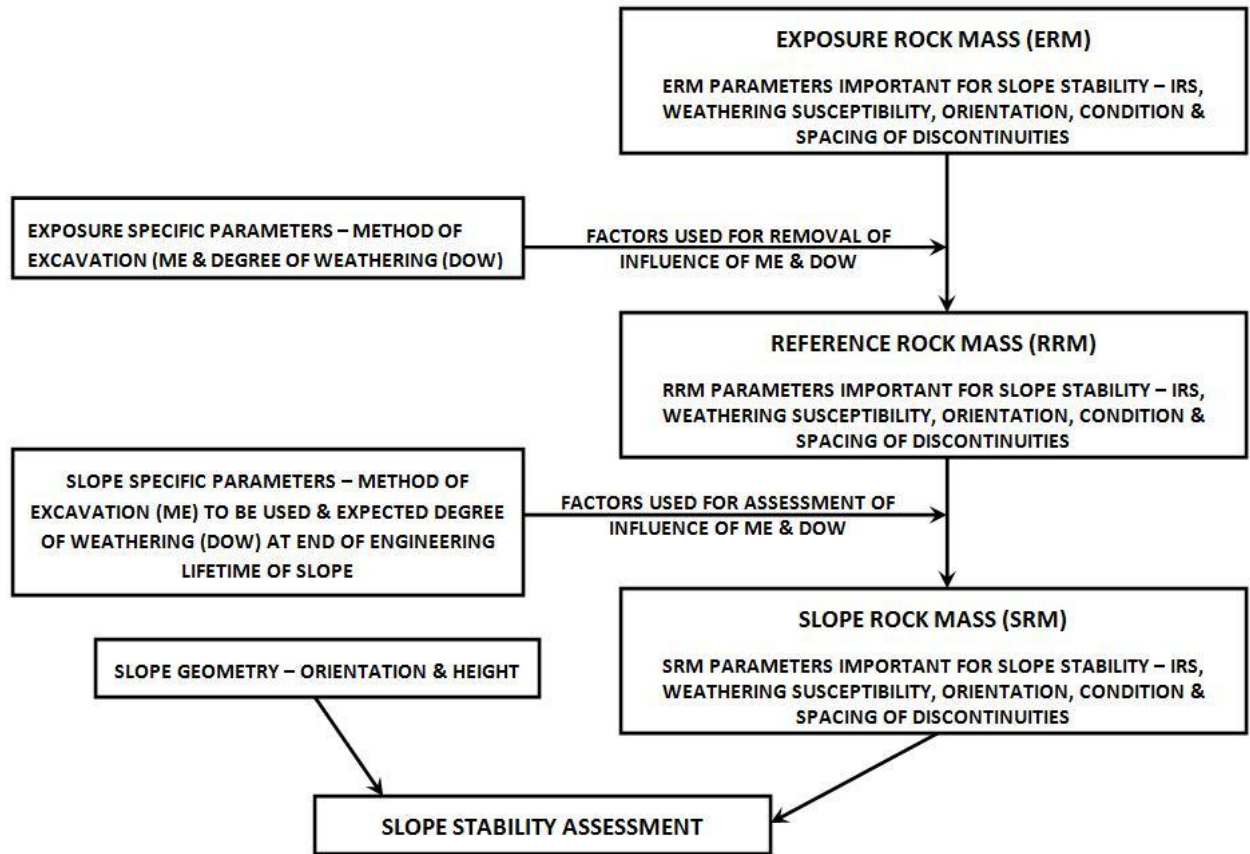 EXPOSURE ROCK MASS (ERM)
ERM PARAMETERS IMPORTANT FOR SLOPE STABILITY – IRS,
WEATHERING SUSCEPTIBILITY, ORIENTATION, CONDITION &
SPACING OF DISCONTINUITIES
EXPOSURE SPECIFIC PARAMETERS – METHOD OF
EXCAVATION (ME & DEGREE OF WEATHERING (DOW)
FACTORS USED FOR REMOVAL OF
INFLUENCE OF ME & DOW
REFERENCE ROCK MASS (RRM)
RRM PARAMETERS IMPORTANT FOR SLOPE STABILITY – IRS,
WEATHERING SUSCEPTIBILITY, ORIENTATION, CONDITION &
SPACING OF DISCONTINUITIES
SLOPE SPECIFIC PARAMETERS – METHOD OF
EXCAVATION (ME) TO BE USED & EXPECTED DEGREE
OF WEATHERING (DOW) AT END OF ENGINEERING
LIFETIME OF SLOPE
FACTORS USED FOR ASSESSMENT OF
INFLUENCE OF ME & DOW
SLOPE ROCK MASS (SRM)
SRM PARAMETERS IMPORTANT FOR SLOPE STABILITY – IRS,
WEATHERING SUSCEPTIBILITY, ORIENTATION, CONDITION &
SPACING OF DISCONTINUITIES
SLOPE GEOMETRY – ORIENTATION & HEIGHT
SLOPE STABILITY ASSESSMENT